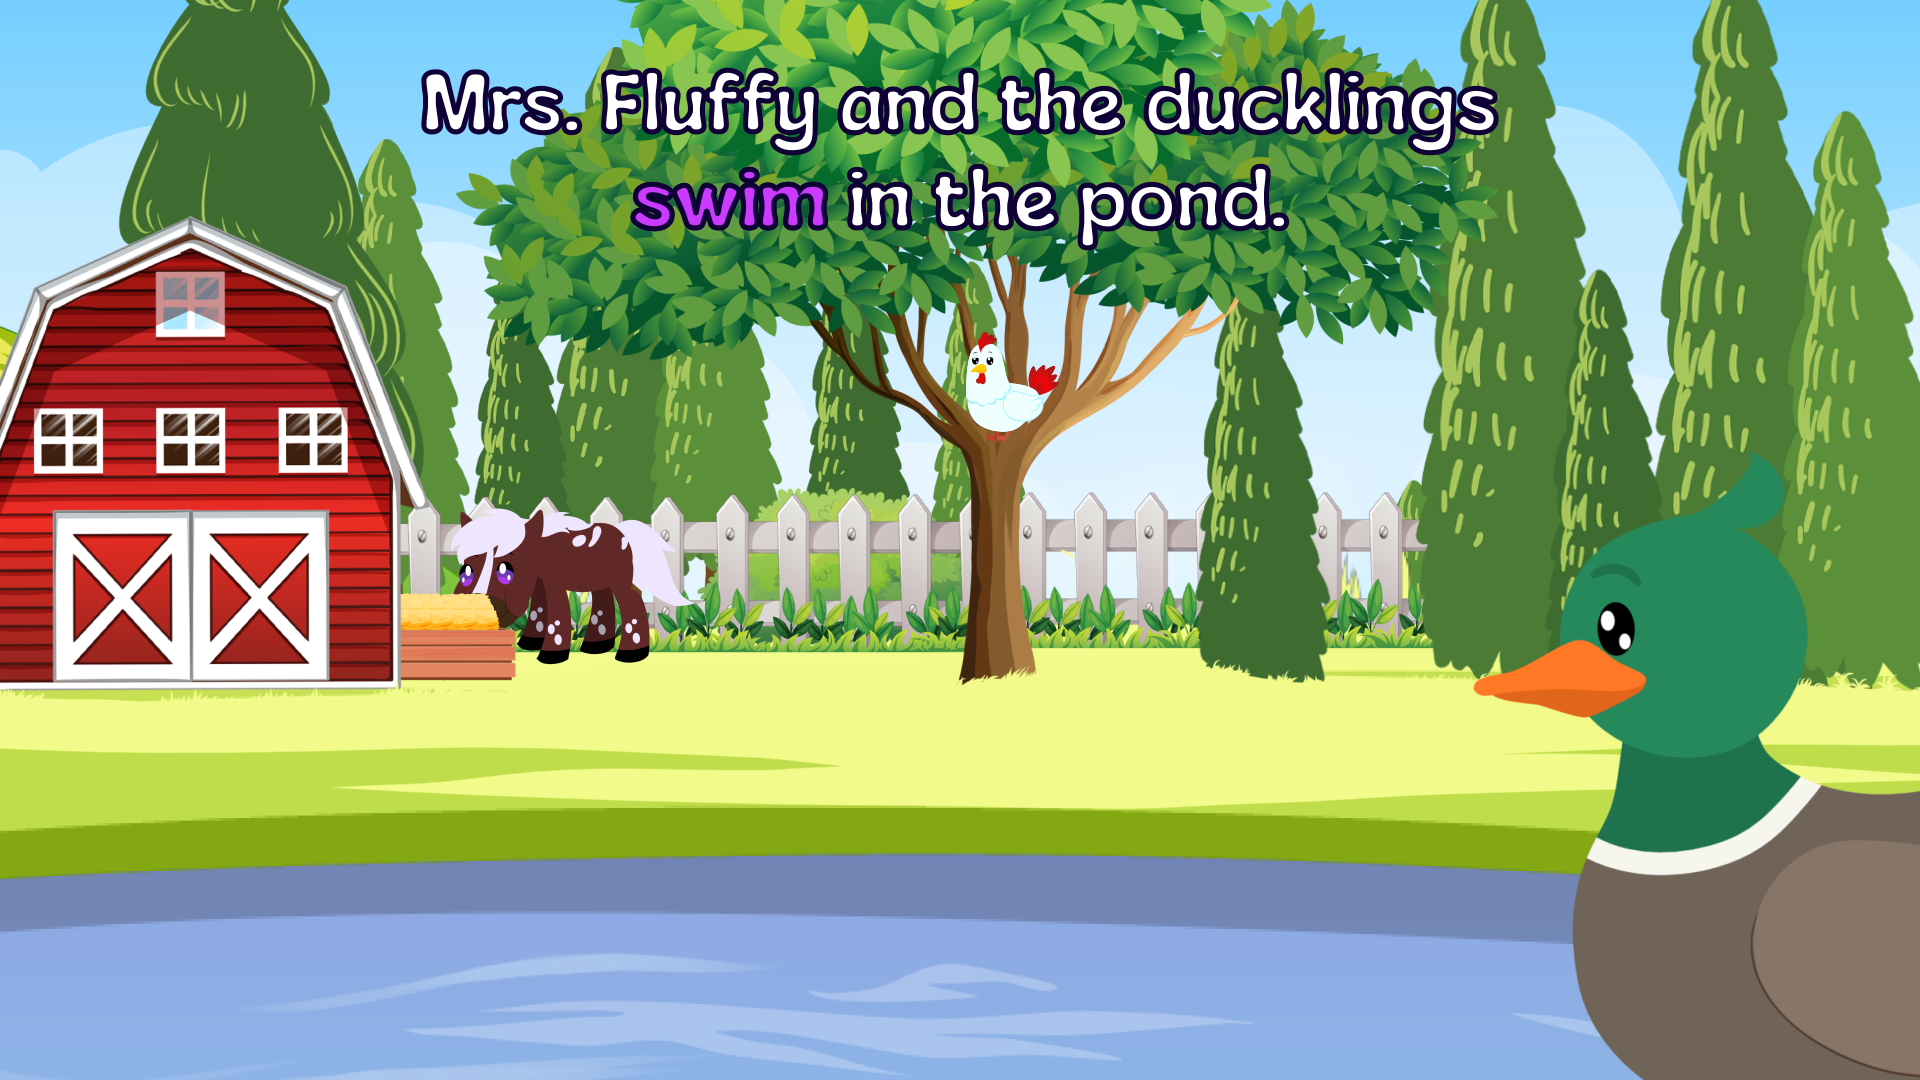 Mrs. Fluffy and the ducklings
swim in the pond.